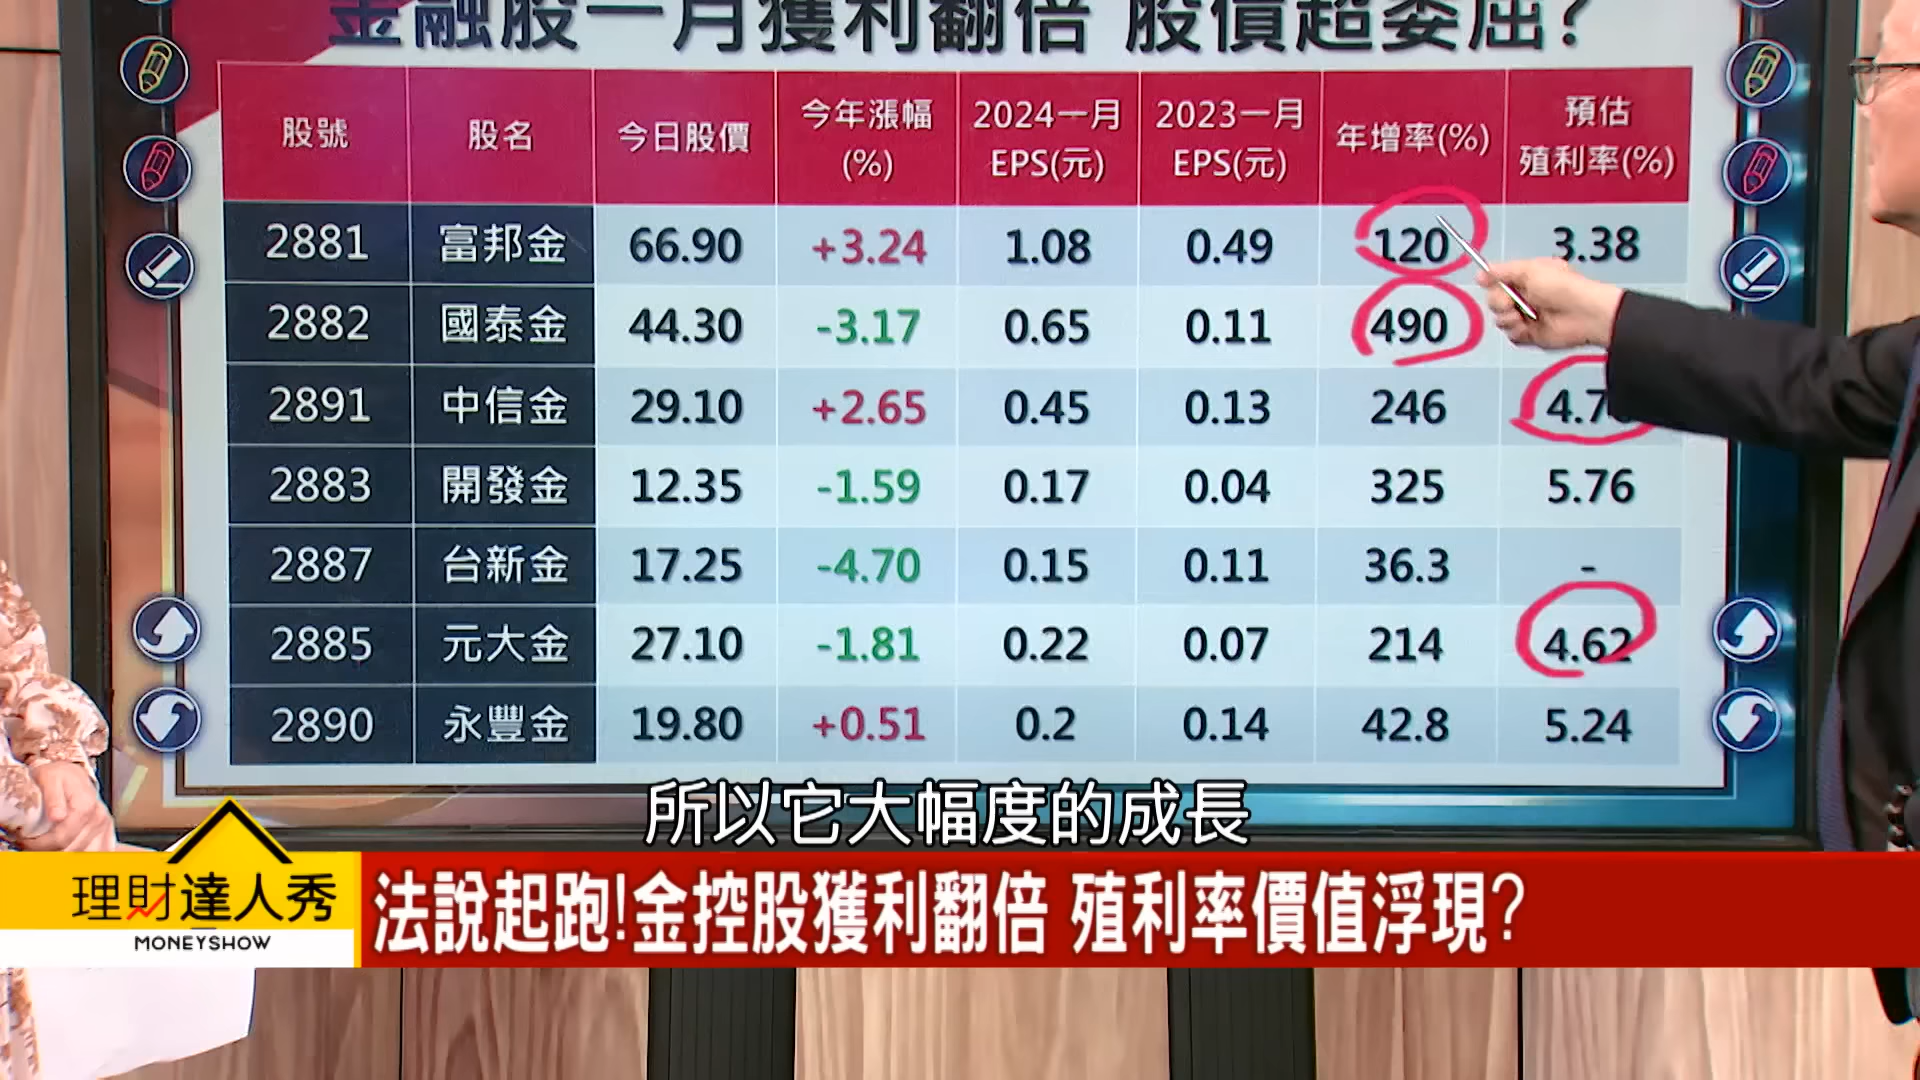 金融股一月獲利翻倍 股價超委屈?
股號 股名 今日股價 今年漲幅(%) 2024一月EPS(元) 2023一月EPS(元) 年增率(%) 預估殖利率(%)
2881 富邦金 66.90 +3.24 1.08 0.49 120 3.38
2882 國泰金 44.30 -3.17 0.65 0.11 490
2891 中信金 29.10 +2.65 0.45 0.13 246
2883 開發金 12.35 -1.59 0.17 0.04 325 5.76
2887 台新金 17.25 -4.70 0.15 0.11 36.3 -
2885 元大金 27.10 -1.81 0.22 0.07 214 4.62
2890 永豐金 19.80 +0.51 0.2 0.14 42.8 5.24
所以它大幅度的成長
理財達人秀
MONEYSHOW
法說起跑!金控股獲利翻倍 殖利率價值浮現?